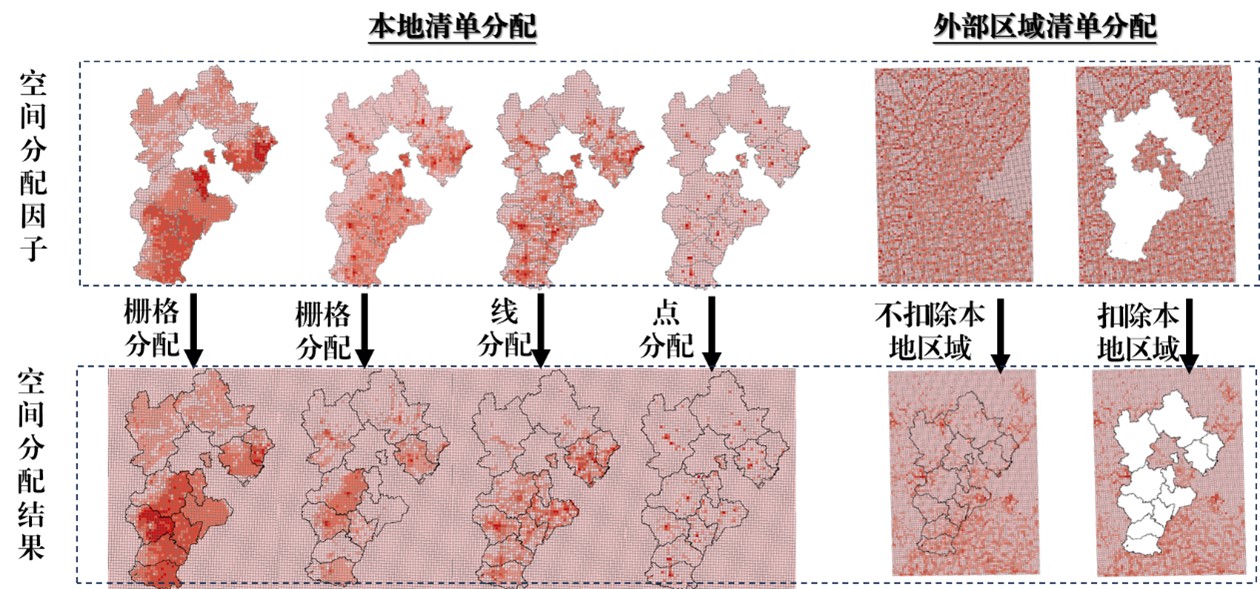 本地清单分配
外部区域清单分配
空间分配因子
栅格
分配
栅格
分配
线
分配
点
分配
不扣除本
地区域
扣除本
地区域
空间分配结果